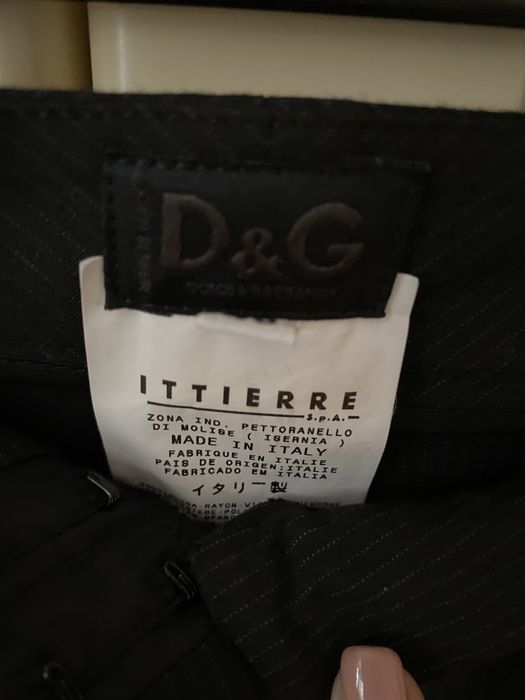 D&G
DOLCE & GABBANA
ITTIERRE
S.p.A.
ZONA IND. PETTORANELLO
DI MOLISE ( ISERNIA )
MADE IN ITALY
FABRIQUE EN ITALIE
PAIS DE ORIGEN:ITALIE
FABRICADO EM ITALIA
イタリー製
RAYON